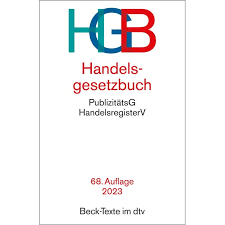 HGB
Handels-
gesetzbuch
PublizitätsG
HandelsregisterV
68. Auflage
2023
Beck-Texte im dtv